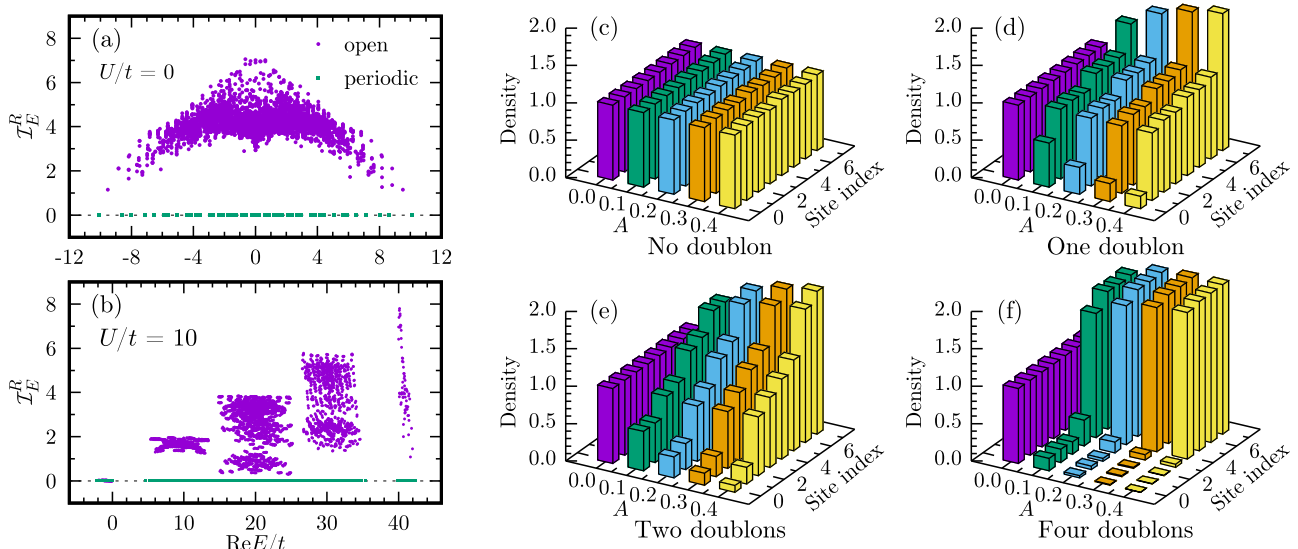 (a)
open
periodic
U/t = 0
8
6
4
2
0
ℐ_E^R
-12 -8 -4 0 4 8 12
(b)
U/t = 10
8
6
4
2
0
ℐ_E^R
0 10 20 30 40
ReE/t
(c)
2.0
1.5
1.0
0.5
0.0
Density
0.0 0.1 0.2 0.3 0.4
A
0 2 4 6
Site index
No doublon
(d)
2.0
1.5
1.0
0.5
0.0
Density
0.0 0.1 0.2 0.3 0.4
A
0 2 4 6
Site index
One doublon
(e)
2.0
1.5
1.0
0.5
0.0
Density
0.0 0.1 0.2 0.3 0.4
A
0 2 4 6
Site index
Two doublons
(f)
2.0
1.5
1.0
0.5
0.0
Density
0.0 0.1 0.2 0.3 0.4
A
0 2 4 6
Site index
Four doublons